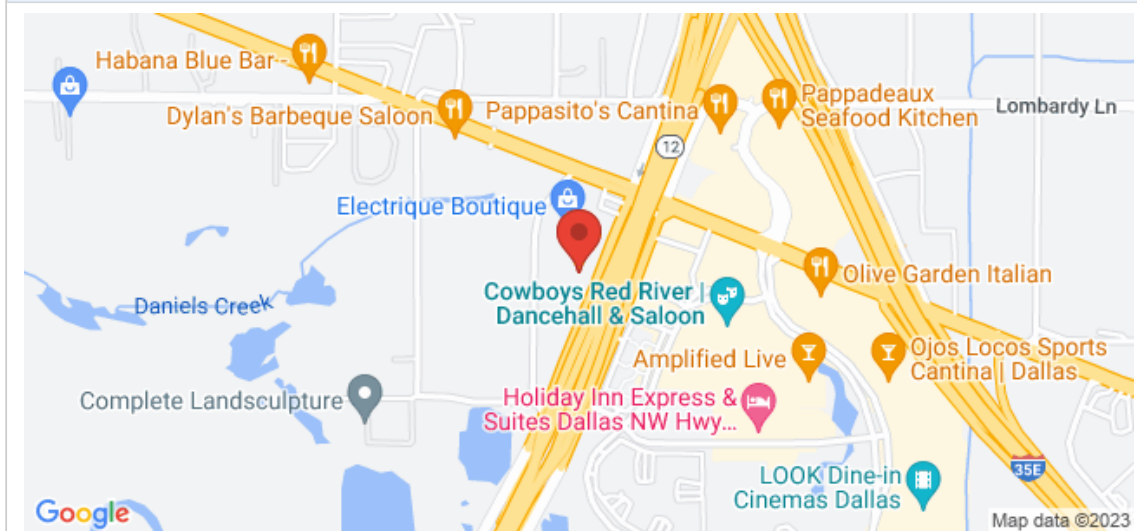 Habana Blue Bar
Dylan's Barbeque Saloon
Pappasito's Cantina
Pappadeaux
Seafood Kitchen
Lombardy Ln
12
Electrique Boutique
Olive Garden Italian
Daniels Creek
Cowboys Red River |
Dancehall & Saloon
Amplified Live
Ojos Locos Sports
Cantina | Dallas
Complete Landsculpture
Holiday Inn Express &
Suites Dallas NW Hwy...
35E
LOOK Dine-in
Cinemas Dallas
Google
Map data ©2023